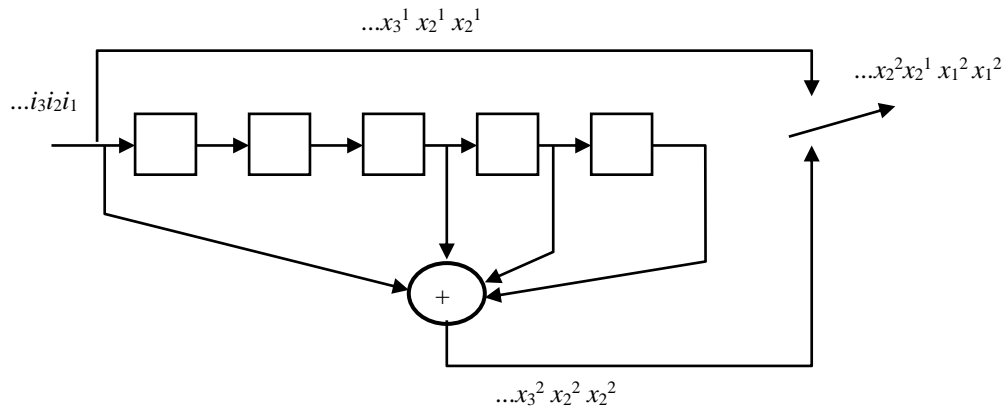 ...x₃¹ x₂¹ x₂¹
...x₂²x₂¹ x₁² x₁²
...i₃i₂i₁
+
...x₃² x₂² x₂²